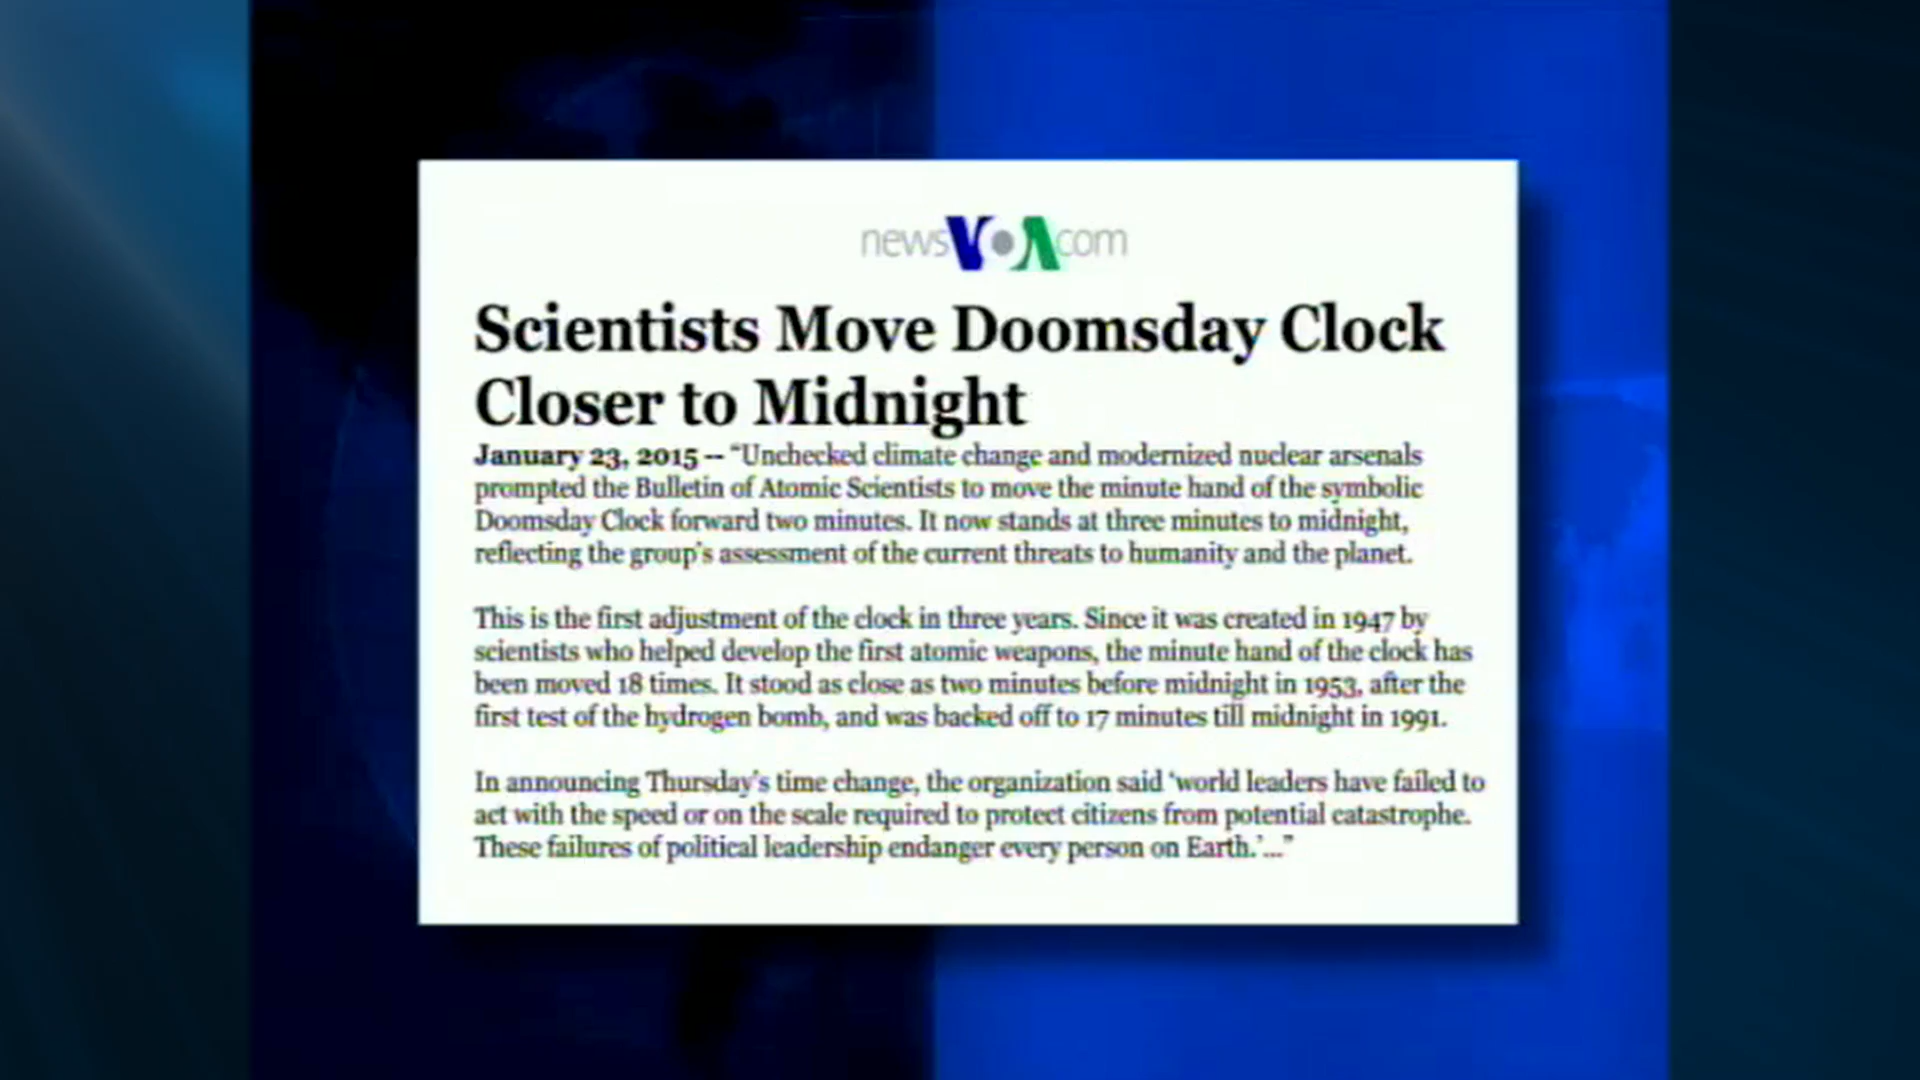 newsVOAcom
Scientists Move Doomsday Clock
Closer to Midnight
January 23, 2015 -- "Unchecked climate change and modernized nuclear arsenals
prompted the Bulletin of Atomic Scientists to move the minute hand of the symbolic
Doomsday Clock forward two minutes. It now stands at three minutes to midnight,
reflecting the group's assessment of the current threats to humanity and the planet.
This is the first adjustment of the clock in three years. Since it was created in 1947 by
scientists who helped develop the first atomic weapons, the minute hand of the clock has
been moved 18 times. It stood as close as two minutes before midnight in 1953, after the
first test of the hydrogen bomb, and was backed off to 17 minutes till midnight in 1991.
In announcing Thursday's time change, the organization said 'world leaders have failed to
act with the speed or on the scale required to protect citizens from potential catastrophe.
These failures of political leadership endanger every person on Earth.'..."